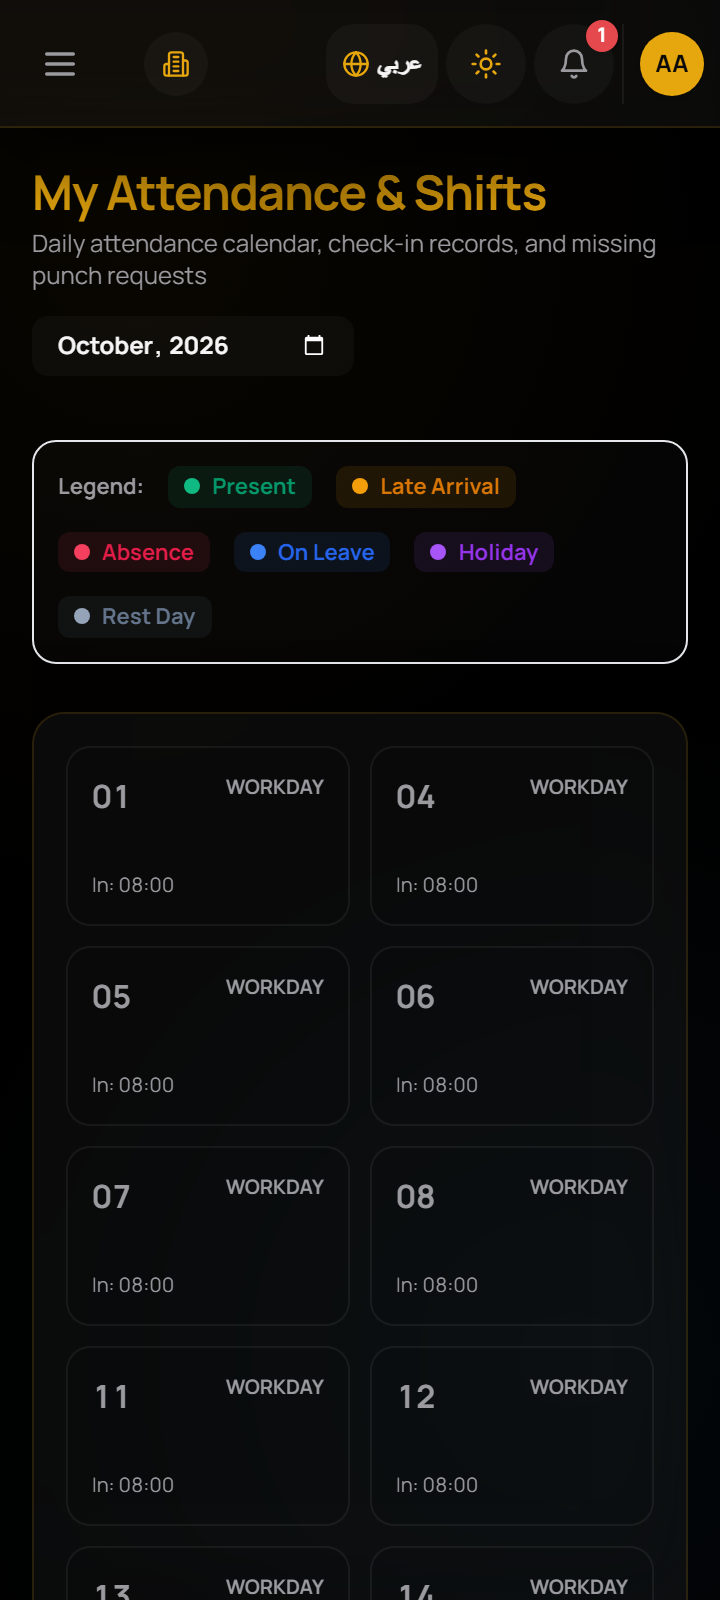 عربي
1
AA
My Attendance & Shifts
Daily attendance calendar, check-in records, and missing
punch requests
October, 2026
Legend: Present Late Arrival
Absence On Leave Holiday
Rest Day
01 WORKDAY
In: 08:00
04 WORKDAY
In: 08:00
05 WORKDAY
In: 08:00
06 WORKDAY
In: 08:00
07 WORKDAY
In: 08:00
08 WORKDAY
In: 08:00
11 WORKDAY
In: 08:00
12 WORKDAY
In: 08:00
13 WORKDAY
14 WORKDAY